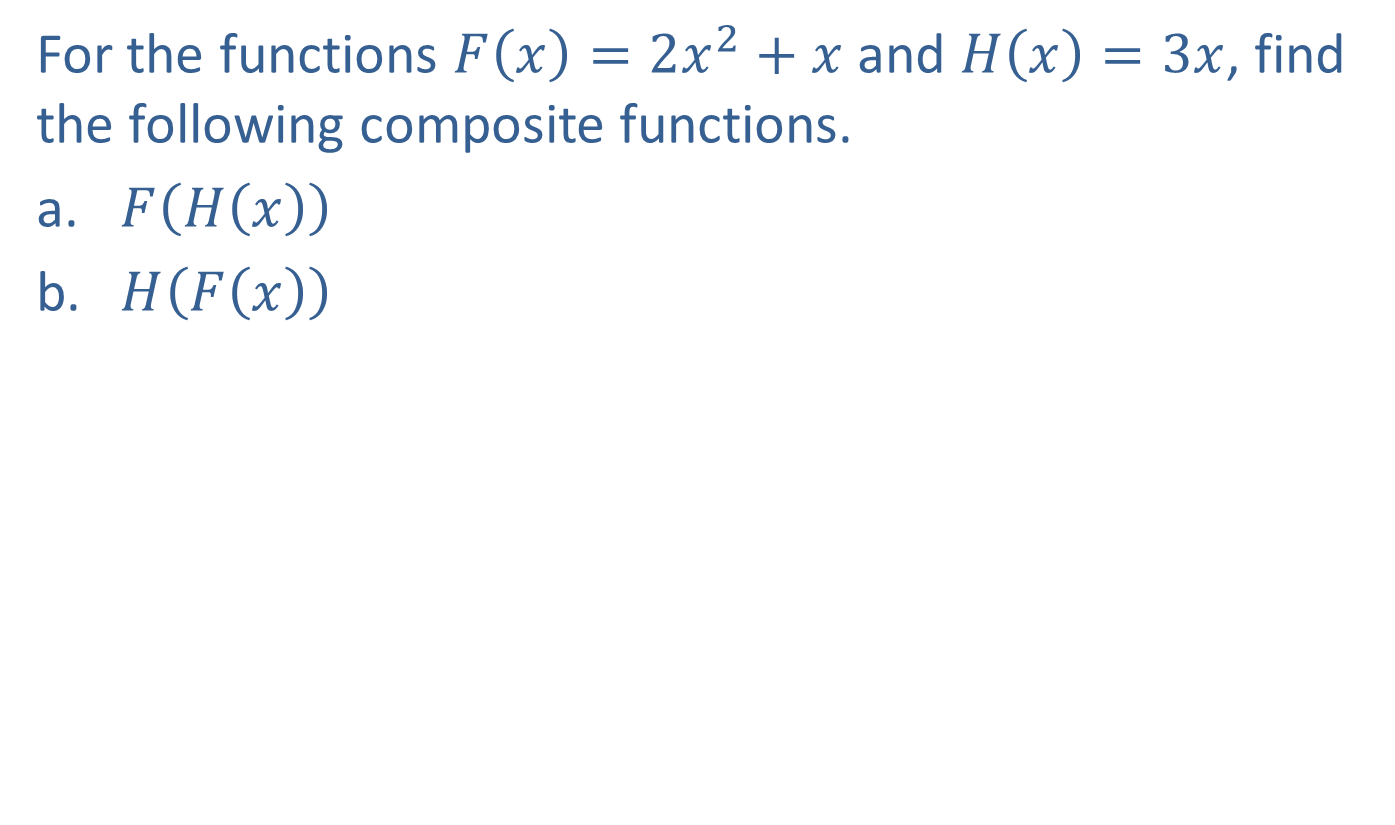 For the functions F(x) = 2x² + x and H(x) = 3x, find
the following composite functions.
a. F(H(x))
b. H(F(x))